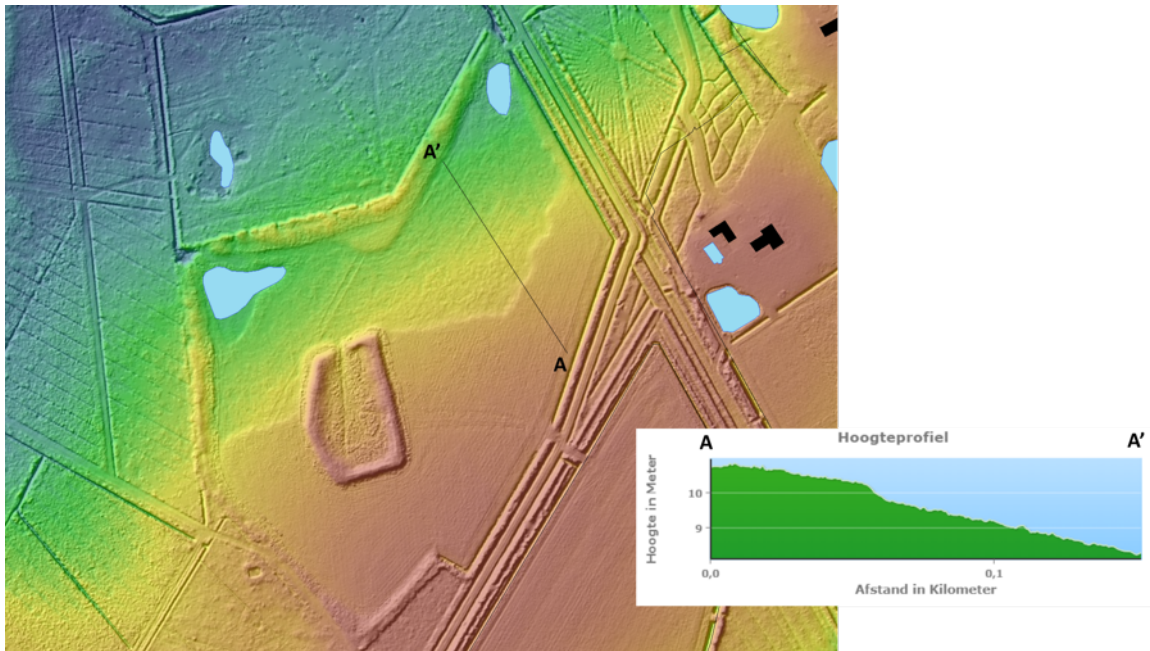 A'
A
A
Hoogteprofiel
A'
Hoogte in Meter
10
9
0,0
0,1
Afstand in Kilometer